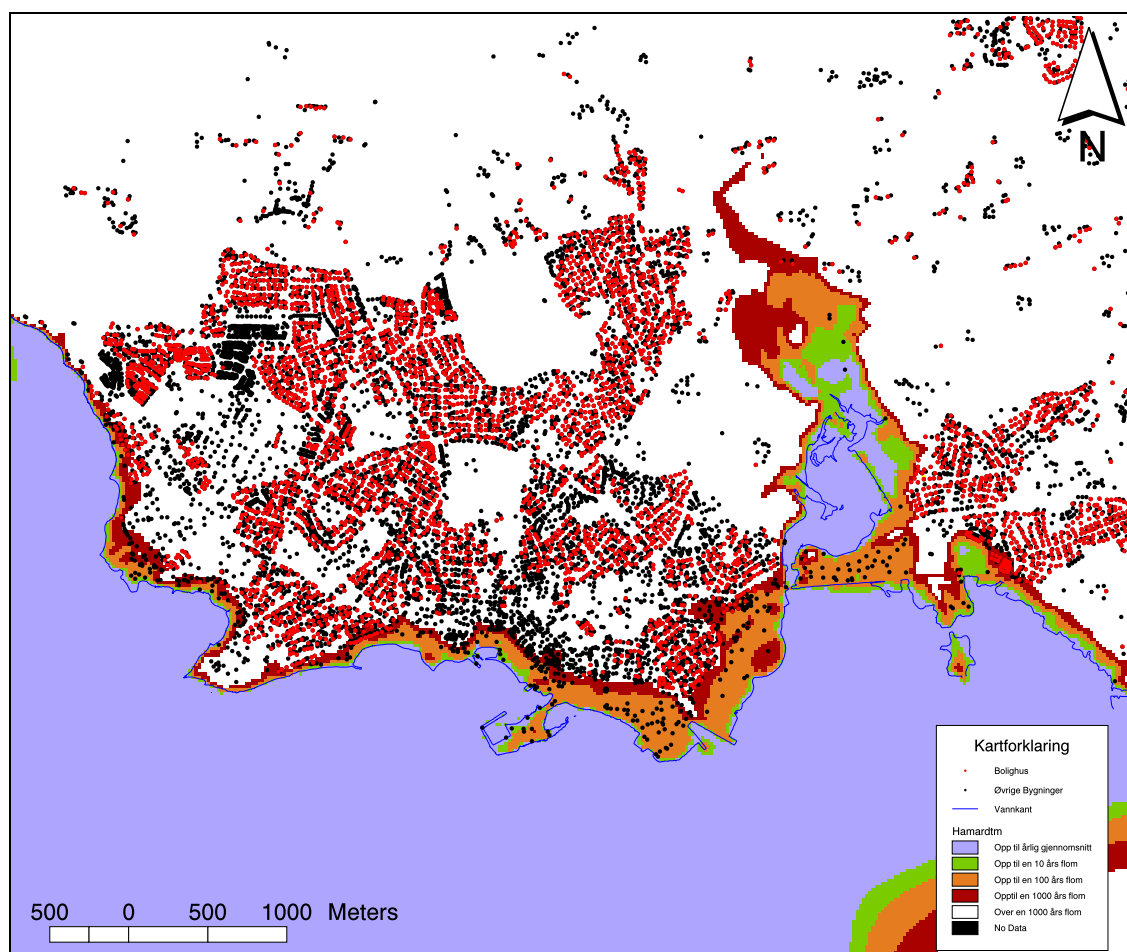 N
Kartforklaring
Bolighus
Øvrige Bygninger
Vannkant
Hamardtm
Opp til årlig gjennomsnitt
Opp til en 10 års flom
Opp til en 100 års flom
Opptil en 1000 års flom
Over en 1000 års flom
No Data
500 0 500 1000 Meters